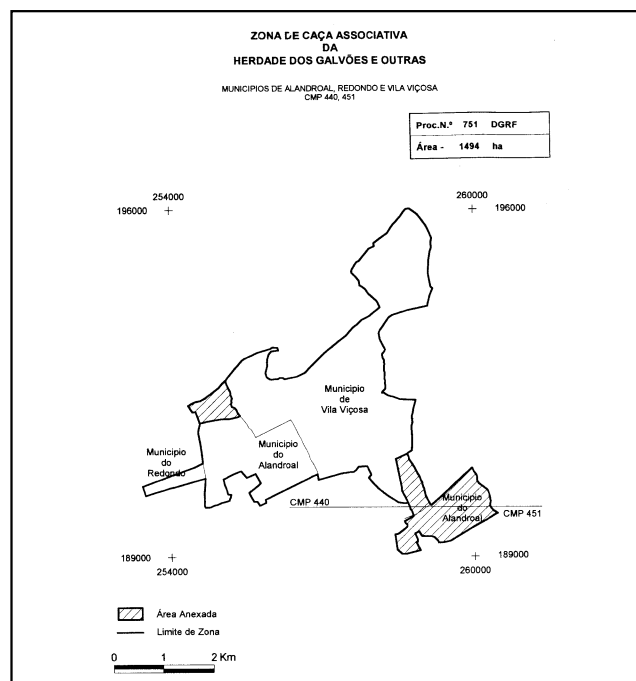 ZONA DE CAÇA ASSOCIATIVA
DA
HERDADE DOS GALVÕES E OUTRAS
MUNICIPIOS DE ALANDROAL, REDONDO E VILA VIÇOSA
CMP 440, 451
Proc.N.º 751 DGRF
Área - 1494 ha
254000
196000
260000
196000
Municipio
de
Vila Viçosa
Municipio
do
Redondo
Municipio
do
Alandroal
CMP 440
Municipio
do
Alandroal
CMP 451
189000
254000
189000
260000
Área Anexada
Limite de Zona
0 1 2 Km